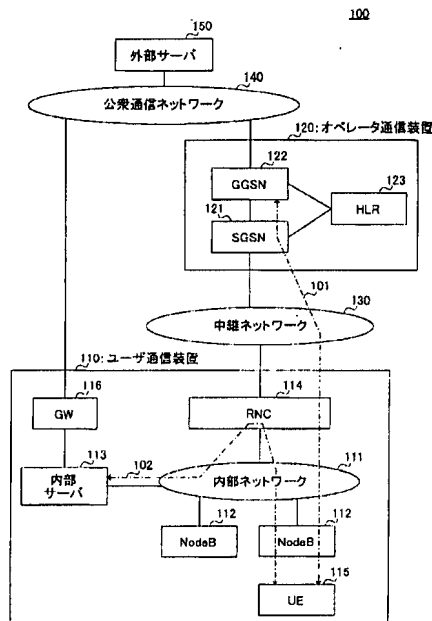 100
150
外部サーバ
140
公衆通信ネットワーク
120:オペレータ通信装置
122
GGSN
123
HLR
121
SGSN
101
130
中継ネットワーク
110:ユーザ通信装置
116
GW
114
RNC
113
内部
サーバ
102
111
内部ネットワーク
112
NodeB
112
NodeB
115
UE